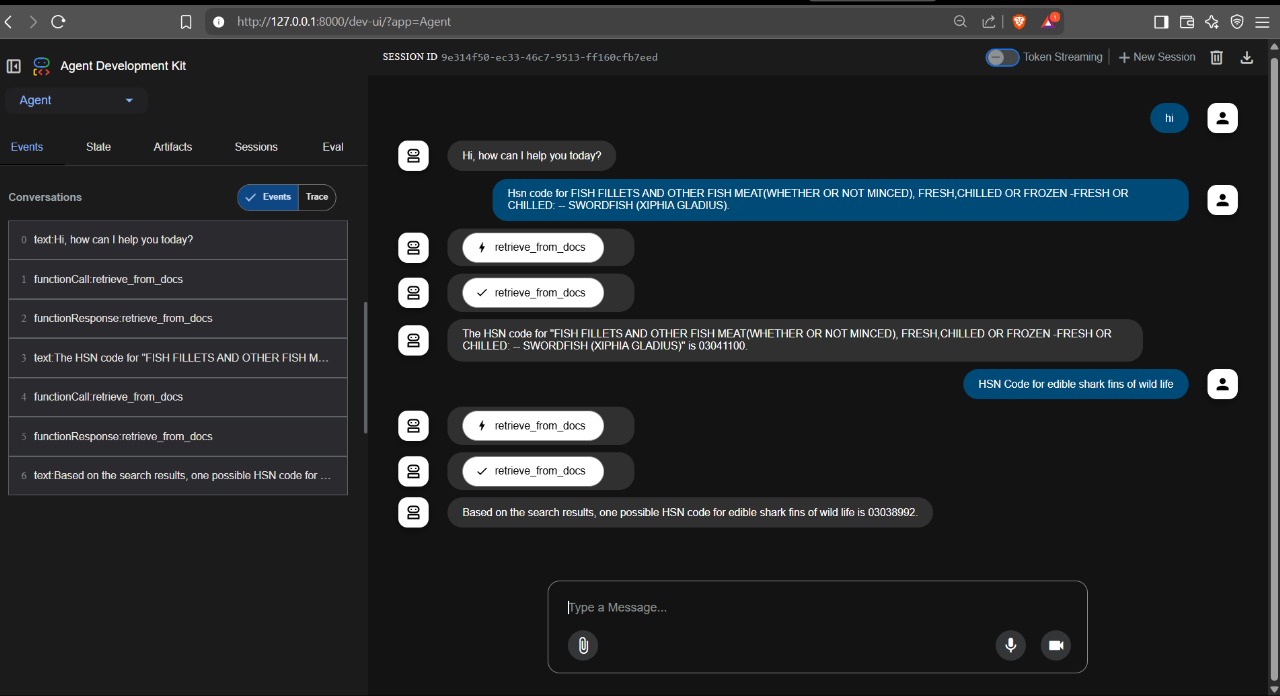 http://127.0.0.1:8000/dev-ui/?app=Agent
1
Agent Development Kit
SESSION ID 9e314f50-ec33-46c7-9513-ff160cfb7eed
Token Streaming
+ New Session
Agent
Events State Artifacts Sessions Eval
Conversations
Events Trace
0 text:Hi, how can I help you today?
1 functionCall:retrieve_from_docs
2 functionResponse:retrieve_from_docs
3 text:The HSN code for "FISH FILLETS AND OTHER FISH M...
4 functionCall:retrieve_from_docs
5 functionResponse:retrieve_from_docs
6 text:Based on the search results, one possible HSN code for ...
hi
Hi, how can I help you today?
Hsn code for FISH FILLETS AND OTHER FISH MEAT(WHETHER OR NOT MINCED), FRESH,CHILLED OR FROZEN -FRESH OR
CHILLED: -- SWORDFISH (XIPHIA GLADIUS).
retrieve_from_docs
retrieve_from_docs
The HSN code for "FISH FILLETS AND OTHER FISH MEAT(WHETHER OR NOT MINCED), FRESH,CHILLED OR FROZEN -FRESH OR
CHILLED: -- SWORDFISH (XIPHIA GLADIUS)" is 03041100.
HSN Code for edible shark fins of wild life
retrieve_from_docs
retrieve_from_docs
Based on the search results, one possible HSN code for edible shark fins of wild life is 03038992.
Type a Message...